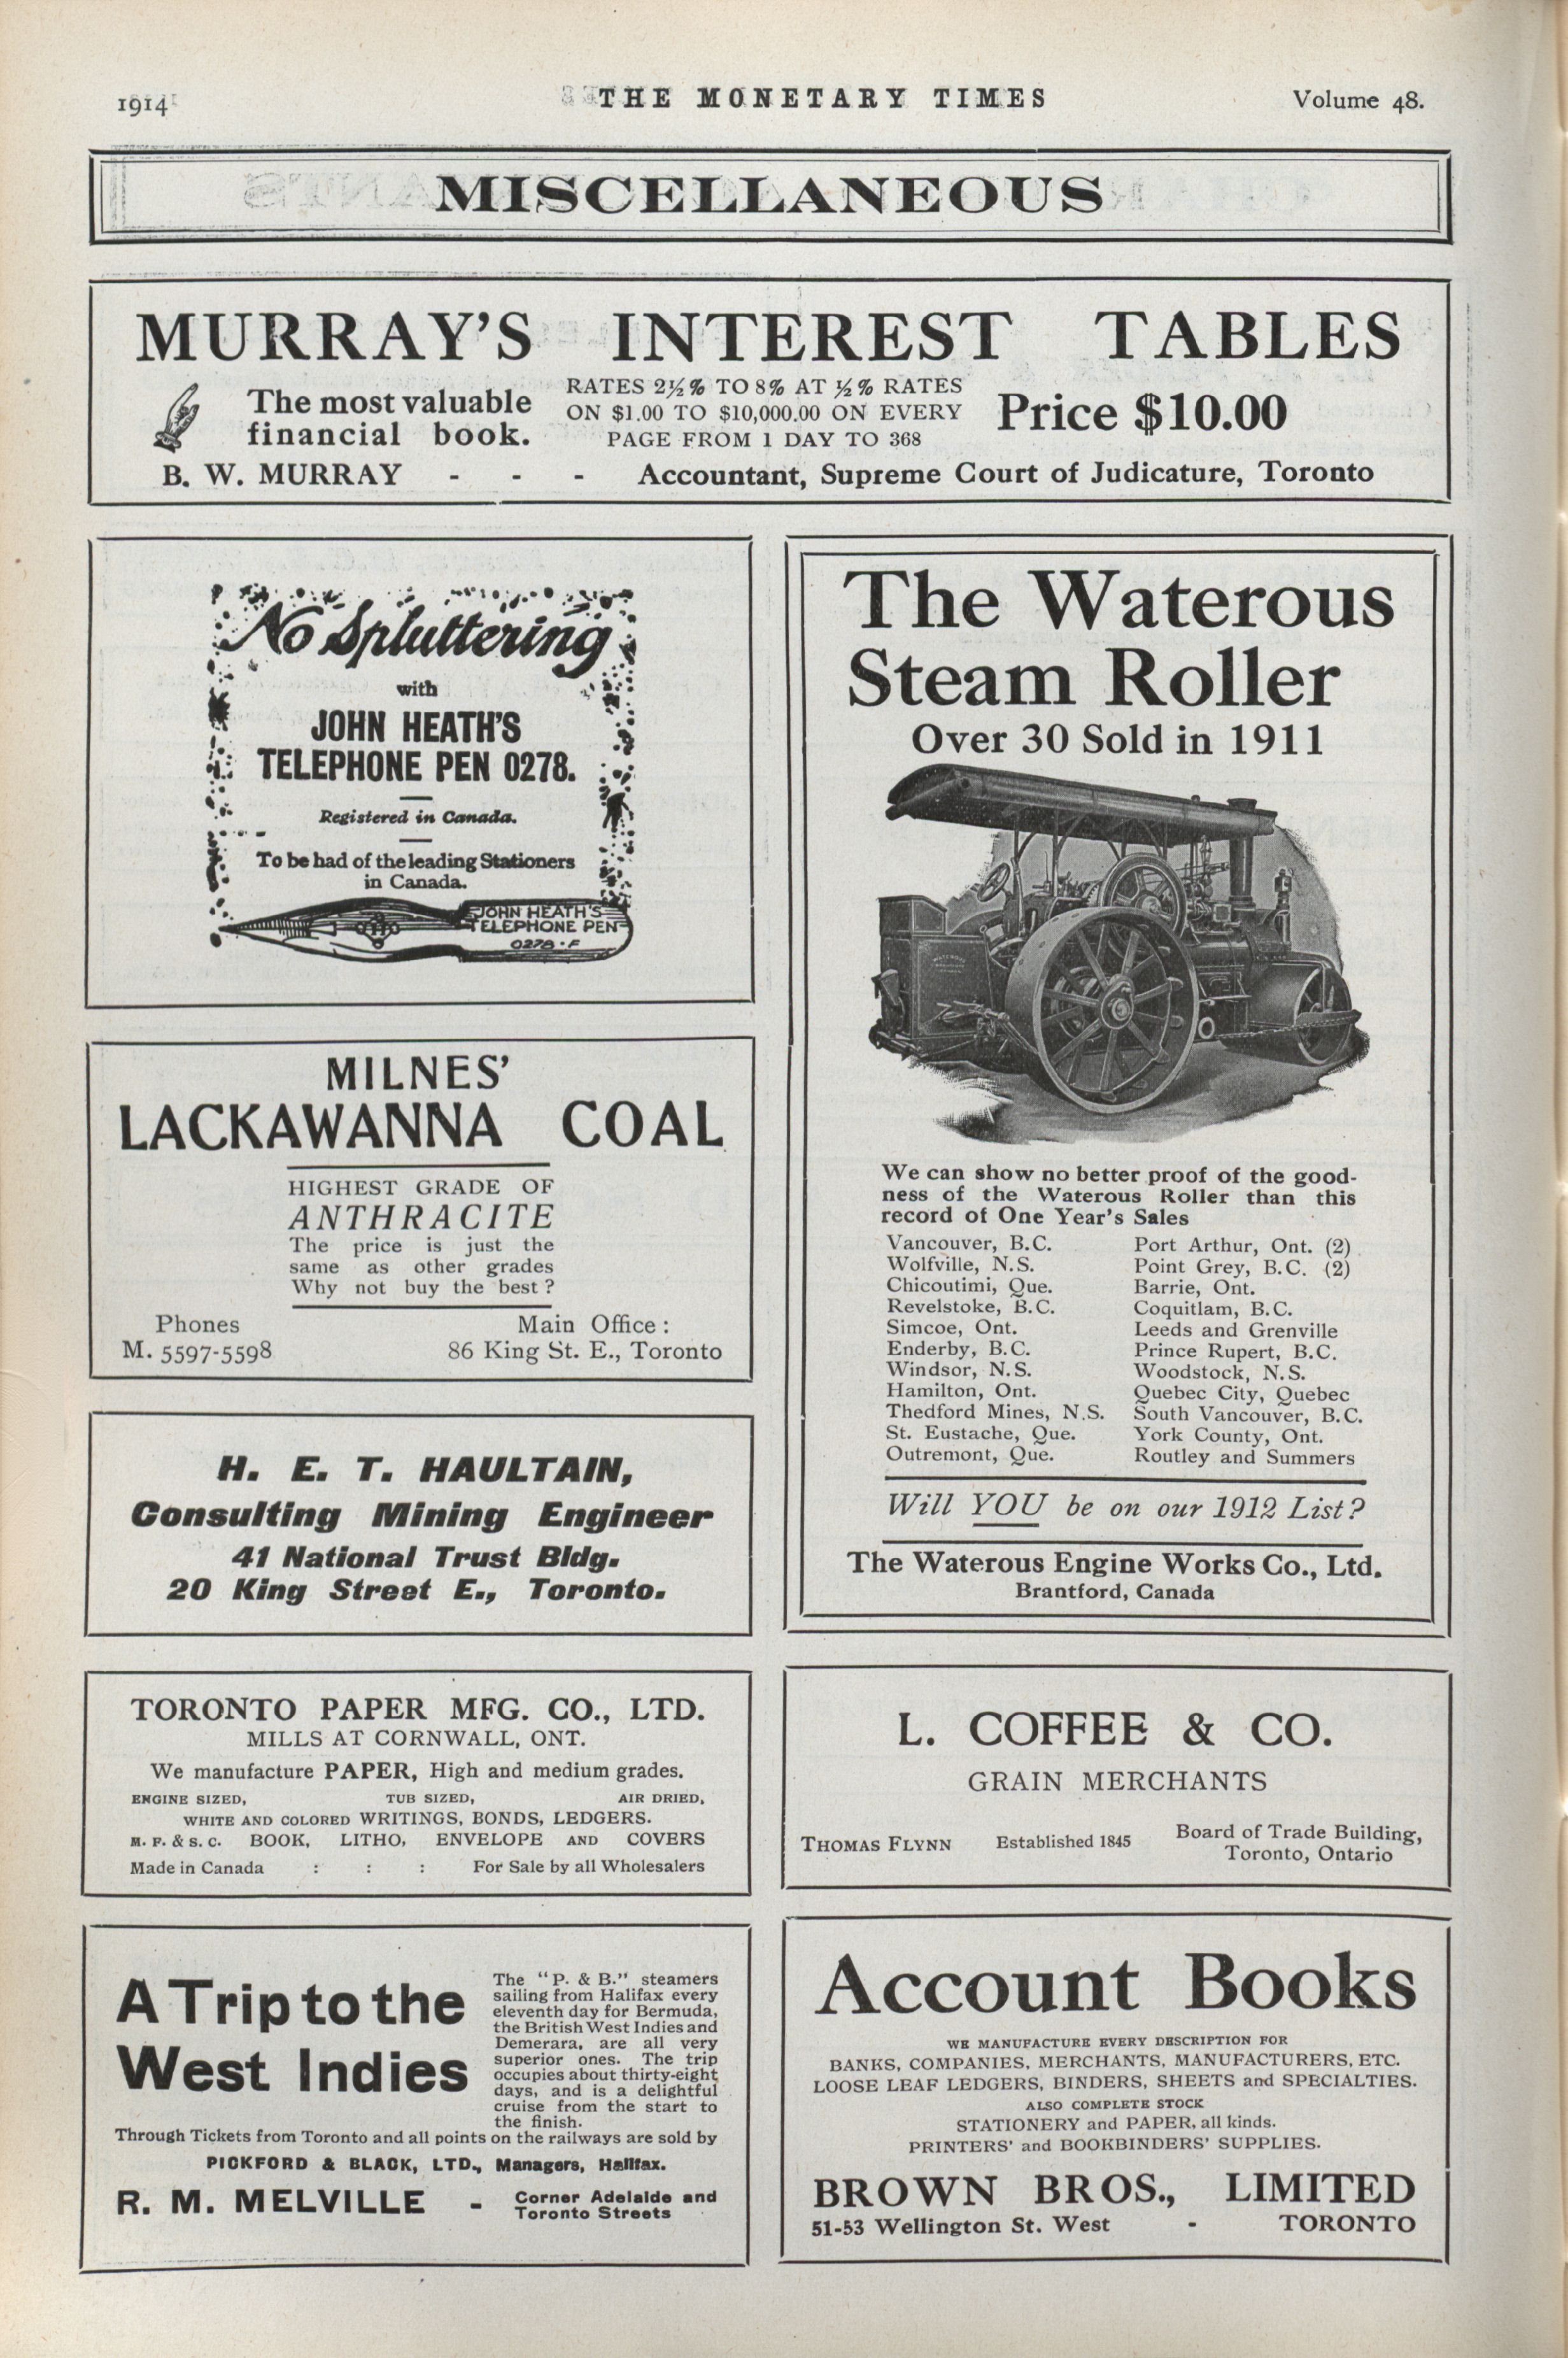 1914
THE MONETARY TIMES
Volume 48.
MISCELLANEOUS
MURRAY'S INTEREST TABLES
The most valuable
financial book.
RATES 2½% TO 8% AT ½% RATES
ON $1.00 TO $10,000.00 ON EVERY
PAGE FROM 1 DAY TO 368
Price $10.00
B. W. MURRAY - - - Accountant, Supreme Court of Judicature, Toronto
No Spluttering
with
JOHN HEATH'S
TELEPHONE PEN 0278.
Registered in Canada.
To be had of the leading Stationers
in Canada.
JOHN HEATH'S
TELEPHONE PEN
0278·F
MILNES'
LACKAWANNA COAL
HIGHEST GRADE OF
ANTHRACITE
The price is just the
same as other grades
Why not buy the best?
Phones
M. 5597-5598
Main Office:
86 King St. E., Toronto
H. E. T. HAULTAIN,
Consulting Mining Engineer
41 National Trust Bldg.
20 King Street E., Toronto.
The Waterous
Steam Roller
Over 30 Sold in 1911
We can show no better proof of the good-
ness of the Waterous Roller than this
record of One Year's Sales
Vancouver, B.C.
Wolfville, N.S.
Chicoutimi, Que.
Revelstoke, B.C.
Simcoe, Ont.
Enderby, B.C.
Windsor, N.S.
Hamilton, Ont.
Thedford Mines, N.S.
St. Eustache, Que.
Outremont, Que.
Port Arthur, Ont. (2)
Point Grey, B.C. (2)
Barrie, Ont.
Coquitlam, B.C.
Leeds and Grenville
Prince Rupert, B.C.
Woodstock, N.S.
Quebec City, Quebec
South Vancouver, B.C.
York County, Ont.
Routley and Summers
Will YOU be on our 1912 List?
The Waterous Engine Works Co., Ltd.
Brantford, Canada
TORONTO PAPER MFG. CO., LTD.
MILLS AT CORNWALL, ONT.
We manufacture PAPER, High and medium grades.
ENGINE SIZED, TUB SIZED, AIR DRIED,
WHITE AND COLORED WRITINGS, BONDS, LEDGERS.
M. F. & S. C. BOOK, LITHO, ENVELOPE AND COVERS
Made in Canada : : : For Sale by all Wholesalers
L. COFFEE & CO.
GRAIN MERCHANTS
THOMAS FLYNN
Established 1845
Board of Trade Building,
Toronto, Ontario
A Trip to the
West Indies
The "P. & B." steamers
sailing from Halifax every
eleventh day for Bermuda,
the British West Indies and
Demerara, are all very
superior ones. The trip
occupies about thirty-eight
days, and is a delightful
cruise from the start to
the finish.
Through Tickets from Toronto and all points on the railways are sold by
PICKFORD & BLACK, LTD., Managers, Halifax.
R. M. MELVILLE -
Corner Adelaide and
Toronto Streets
Account Books
WE MANUFACTURE EVERY DESCRIPTION FOR
BANKS, COMPANIES, MERCHANTS, MANUFACTURERS, ETC.
LOOSE LEAF LEDGERS, BINDERS, SHEETS and SPECIALTIES.
ALSO COMPLETE STOCK
STATIONERY and PAPER, all kinds.
PRINTERS' and BOOKBINDERS' SUPPLIES.
BROWN BROS., LIMITED
51-53 Wellington St. West - TORONTO